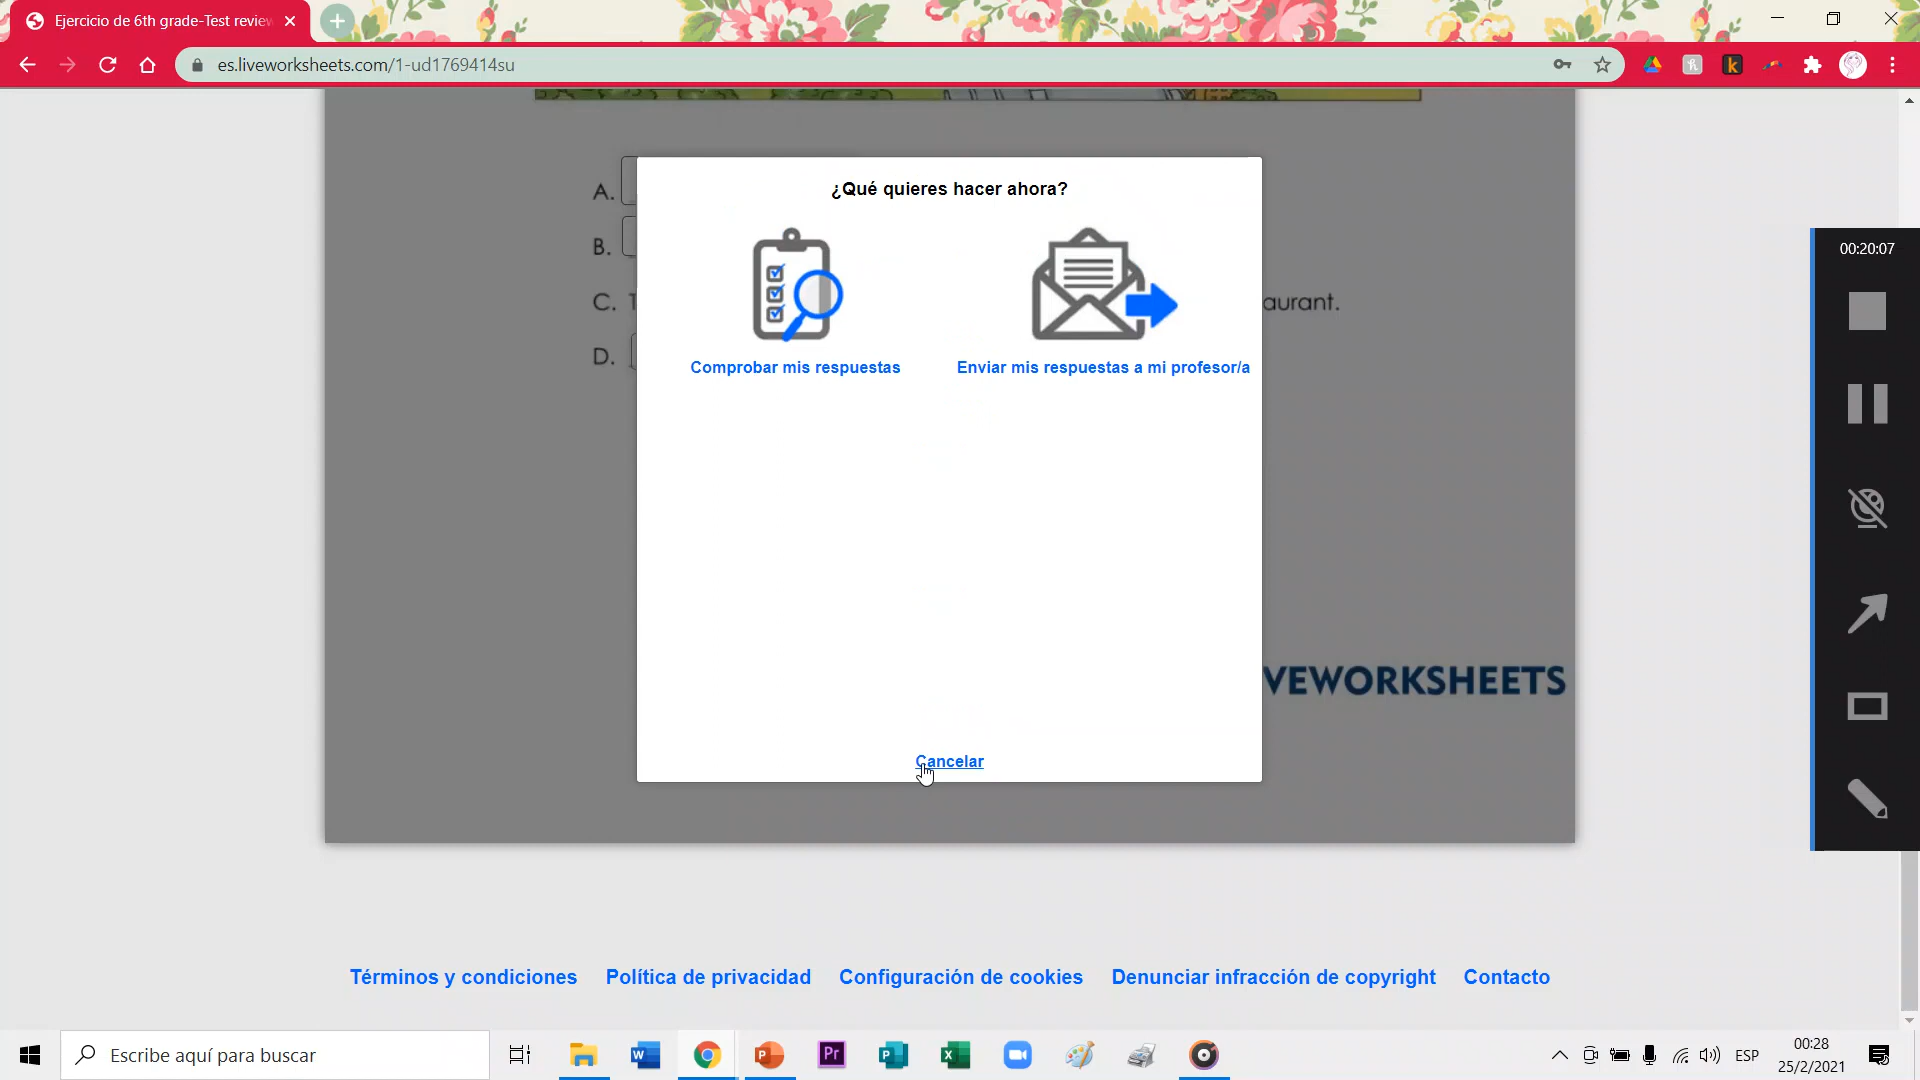 Ejercicio de 6th grade-Test review
es.liveworksheets.com/1-ud1769414su
00:20:07
¿Qué quieres hacer ahora?
A.
B.
C. T
aurant.
D.
Comprobar mis respuestas
Enviar mis respuestas a mi profesor/a
VEWORKSHEETS
Cancelar
Términos y condiciones Política de privacidad Configuración de cookies Denunciar infracción de copyright Contacto
Escribe aquí para buscar
ESP
00:28
25/2/2021